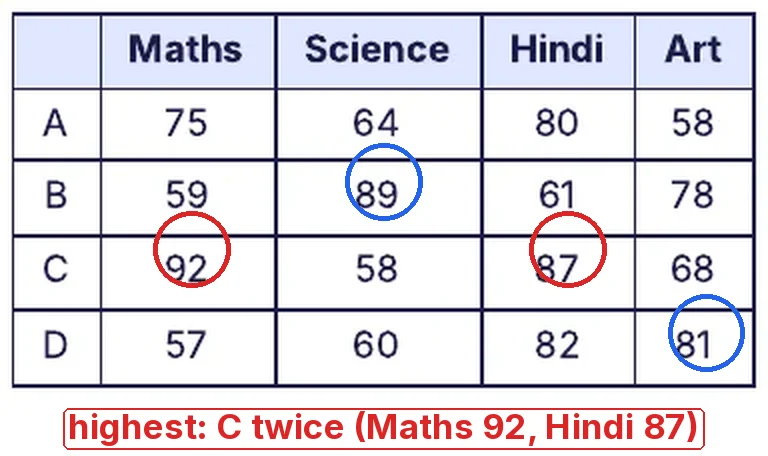 Maths Science Hindi Art
A 75 64 80 58
B 59 89 61 78
C 92 58 87 68
D 57 60 82 81
highest: C twice (Maths 92, Hindi 87)